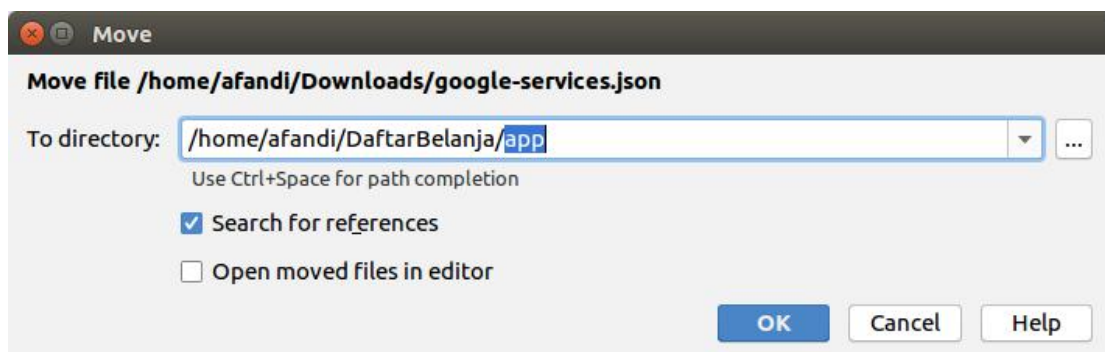 Move
Move file /home/afandi/Downloads/google-services.json
To directory: /home/afandi/DaftarBelanja/app ...
Use Ctrl+Space for path completion
Search for references
Open moved files in editor
OK Cancel Help